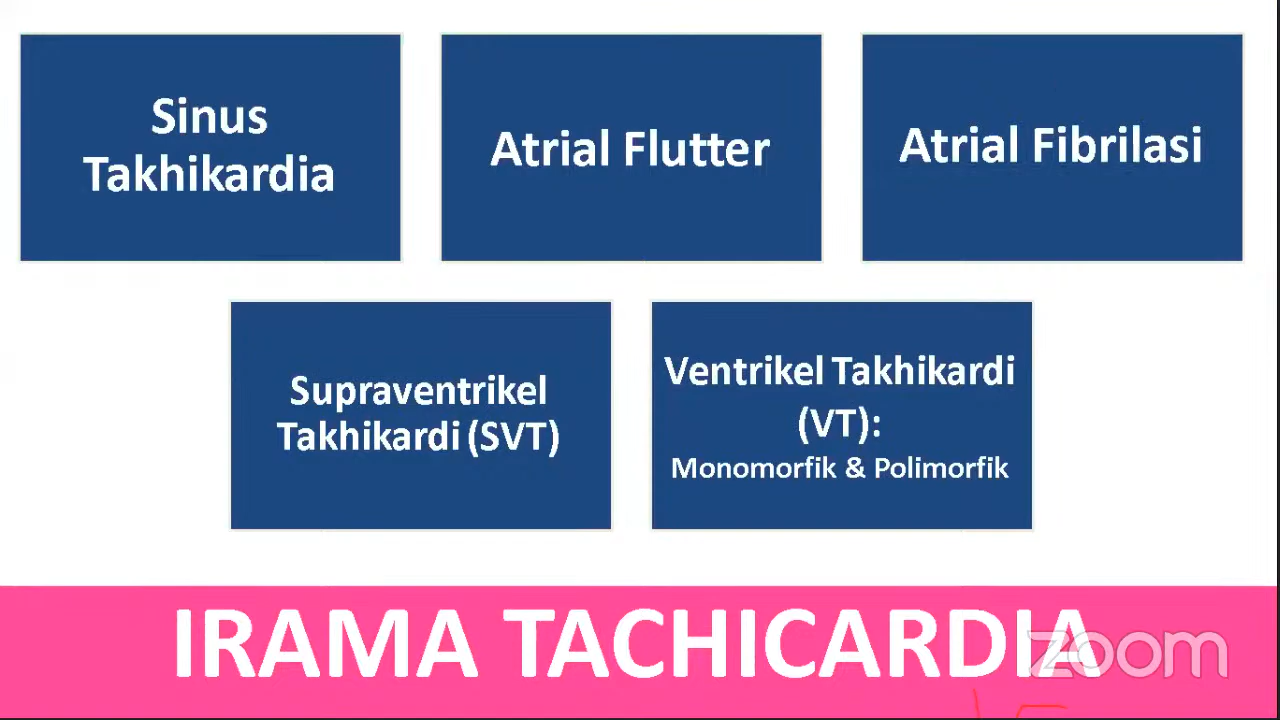 Sinus
Takhikardia
Atrial Flutter
Atrial Fibrilasi
Supraventrikel
Takhikardi (SVT)
Ventrikel Takhikardi
(VT):
Monomorfik & Polimorfik
IRAMA TACHICARDIA
zoom